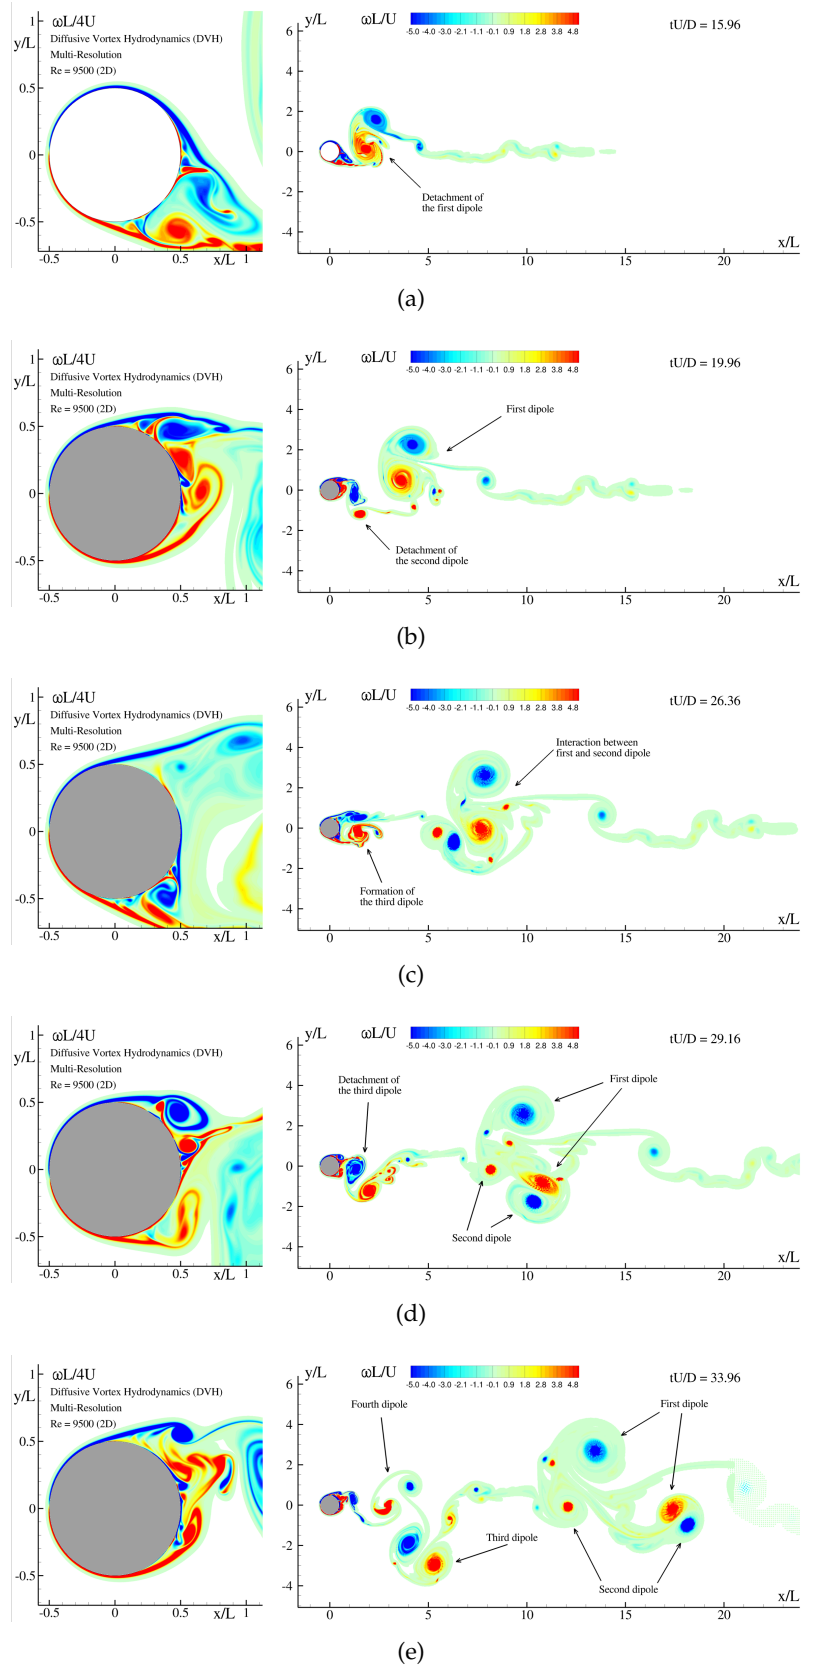 ωL/4U
y/L
Diffusive Vortex Hydrodynamics (DVH)
Multi-Resolution
Re = 9500 (2D)
1
0.5
0
-0.5
-0.5 0 0.5 x/L 1
y/L ωL/U
-5.0 -4.0 -3.0 -2.1 -1.1 -0.1 0.9 1.8 2.8 3.8 4.8
tU/D = 15.96
6
4
2
0
-2
-4
Detachment of
the first dipole
x/L
0 5 10 15 20
(a)
ωL/4U
y/L
Diffusive Vortex Hydrodynamics (DVH)
Multi-Resolution
Re = 9500 (2D)
1
0.5
0
-0.5
-0.5 0 0.5 x/L 1
y/L ωL/U
-5.0 -4.0 -3.0 -2.1 -1.1 -0.1 0.9 1.8 2.8 3.8 4.8
tU/D = 19.96
6
4
2
0
-2
-4
First dipole
Detachment of
the second dipole
x/L
0 5 10 15 20
(b)
ωL/4U
y/L
Diffusive Vortex Hydrodynamics (DVH)
Multi-Resolution
Re = 9500 (2D)
1
0.5
0
-0.5
-0.5 0 0.5 x/L 1
y/L ωL/U
-5.0 -4.0 -3.0 -2.1 -1.1 -0.1 0.9 1.8 2.8 3.8 4.8
tU/D = 26.36
6
4
2
0
-2
-4
Interaction between
first and second dipole
Formation of
the third dipole
x/L
0 5 10 15 20
(c)
ωL/4U
y/L
Diffusive Vortex Hydrodynamics (DVH)
Multi-Resolution
Re = 9500 (2D)
1
0.5
0
-0.5
-0.5 0 0.5 x/L 1
y/L ωL/U
-5.0 -4.0 -3.0 -2.1 -1.1 -0.1 0.9 1.8 2.8 3.8 4.8
tU/D = 29.16
6
4
2
0
-2
-4
Detachment of
the third dipole
First dipole
Second dipole
x/L
0 5 10 15 20
(d)
ωL/4U
y/L
Diffusive Vortex Hydrodynamics (DVH)
Multi-Resolution
Re = 9500 (2D)
1
0.5
0
-0.5
-0.5 0 0.5 x/L 1
y/L ωL/U
-5.0 -4.0 -3.0 -2.1 -1.1 -0.1 0.9 1.8 2.8 3.8 4.8
tU/D = 33.96
6
4
2
0
-2
-4
Fourth dipole
First dipole
Third dipole
Second dipole
x/L
0 5 10 15 20
(e)